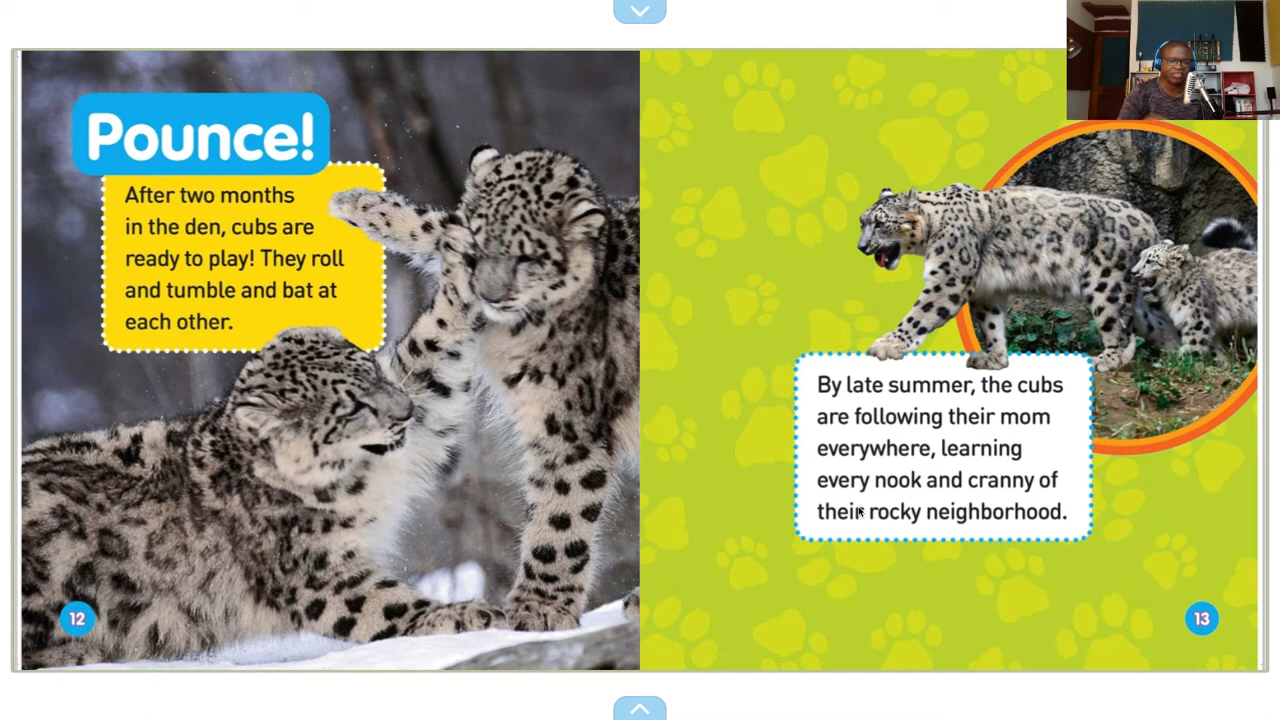 Pounce!
After two months
in the den, cubs are
ready to play! They roll
and tumble and bat at
each other.
12
By late summer, the cubs
are following their mom
everywhere, learning
every nook and cranny of
their rocky neighborhood.
13